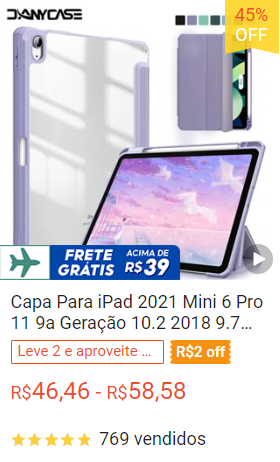 DXANYCASE
45%
OFF
FRETE
GRÁTIS
ACIMA DE
R$39
Capa Para iPad 2021 Mini 6 Pro
11 9a Geração 10.2 2018 9.7...
Leve 2 e aproveite ...
R$2 off
R$46,46 - R$58,58
769 vendidos